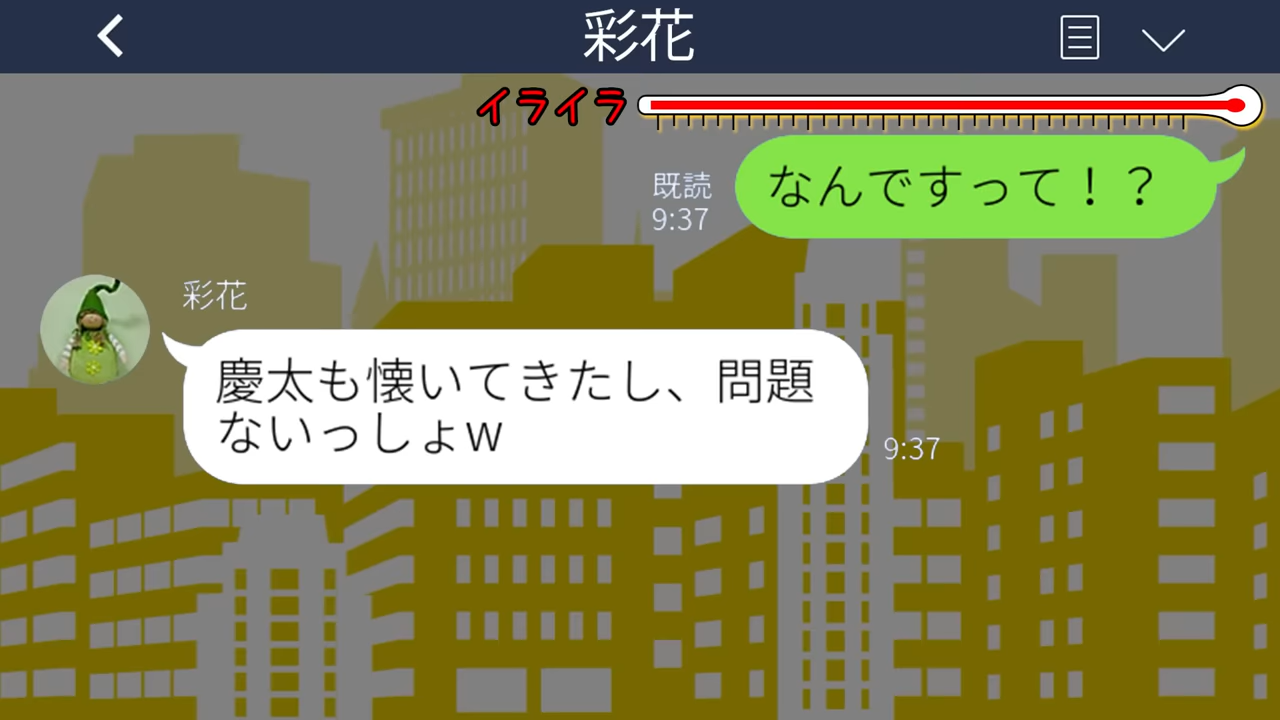 彩花
イライラ
なんですって！？
既読
9:37
彩花
慶太も懐いてきたし、問題
ないっしょw
9:37